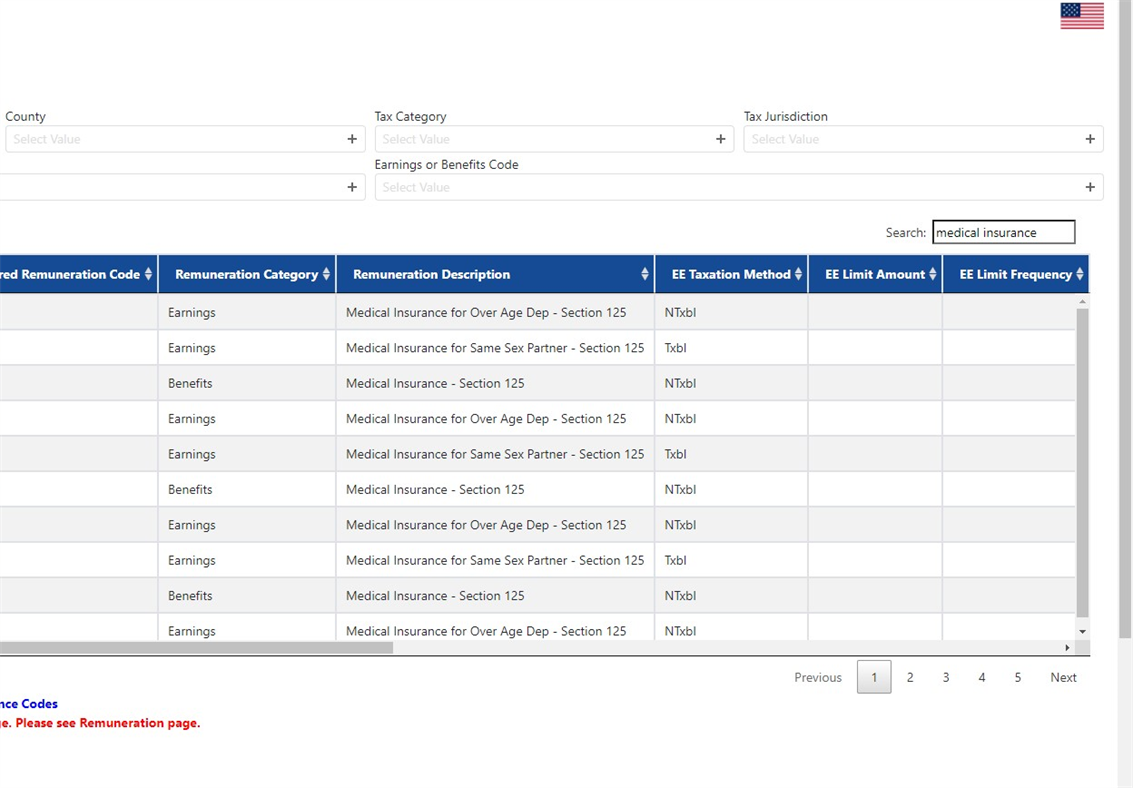 County Tax Category Tax Jurisdiction
Select Value + Select Value + Select Value +
Earnings or Benefits Code
+ Select Value +
Search: medical insurance
red Remuneration Code Remuneration Category Remuneration Description EE Taxation Method EE Limit Amount EE Limit Frequency
Earnings Medical Insurance for Over Age Dep - Section 125 NTxbl
Earnings Medical Insurance for Same Sex Partner - Section 125 Txbl
Benefits Medical Insurance - Section 125 NTxbl
Earnings Medical Insurance for Over Age Dep - Section 125 NTxbl
Earnings Medical Insurance for Same Sex Partner - Section 125 Txbl
Benefits Medical Insurance - Section 125 NTxbl
Earnings Medical Insurance for Over Age Dep - Section 125 NTxbl
Earnings Medical Insurance for Same Sex Partner - Section 125 Txbl
Benefits Medical Insurance - Section 125 NTxbl
Earnings Medical Insurance for Over Age Dep - Section 125 NTxbl
Previous 1 2 3 4 5 Next
nce Codes
e. Please see Remuneration page.